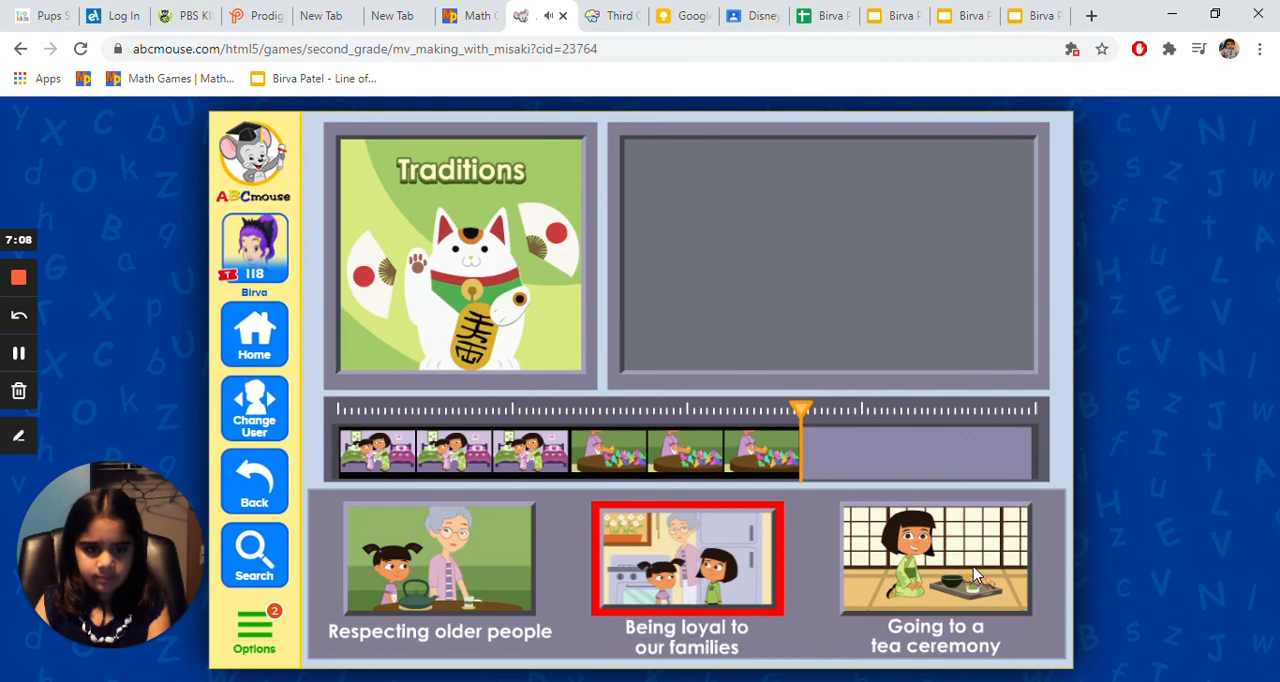 Pups S
Log In
PBS KI
Prodig
New Tab
New Tab
Math G
Third G
Googl
Disney
Birva P
Birva P
Birva P
Birva P
abcmouse.com/html5/games/second_grade/mv_making_with_misaki?cid=23764
Apps
Math Games | Math...
Birva Patel - Line of...
ABCmouse
T 118
Birva
Home
Change
User
Back
Search
2
Options
7:08
Traditions
Respecting older people
Being loyal to
our families
Going to a
tea ceremony